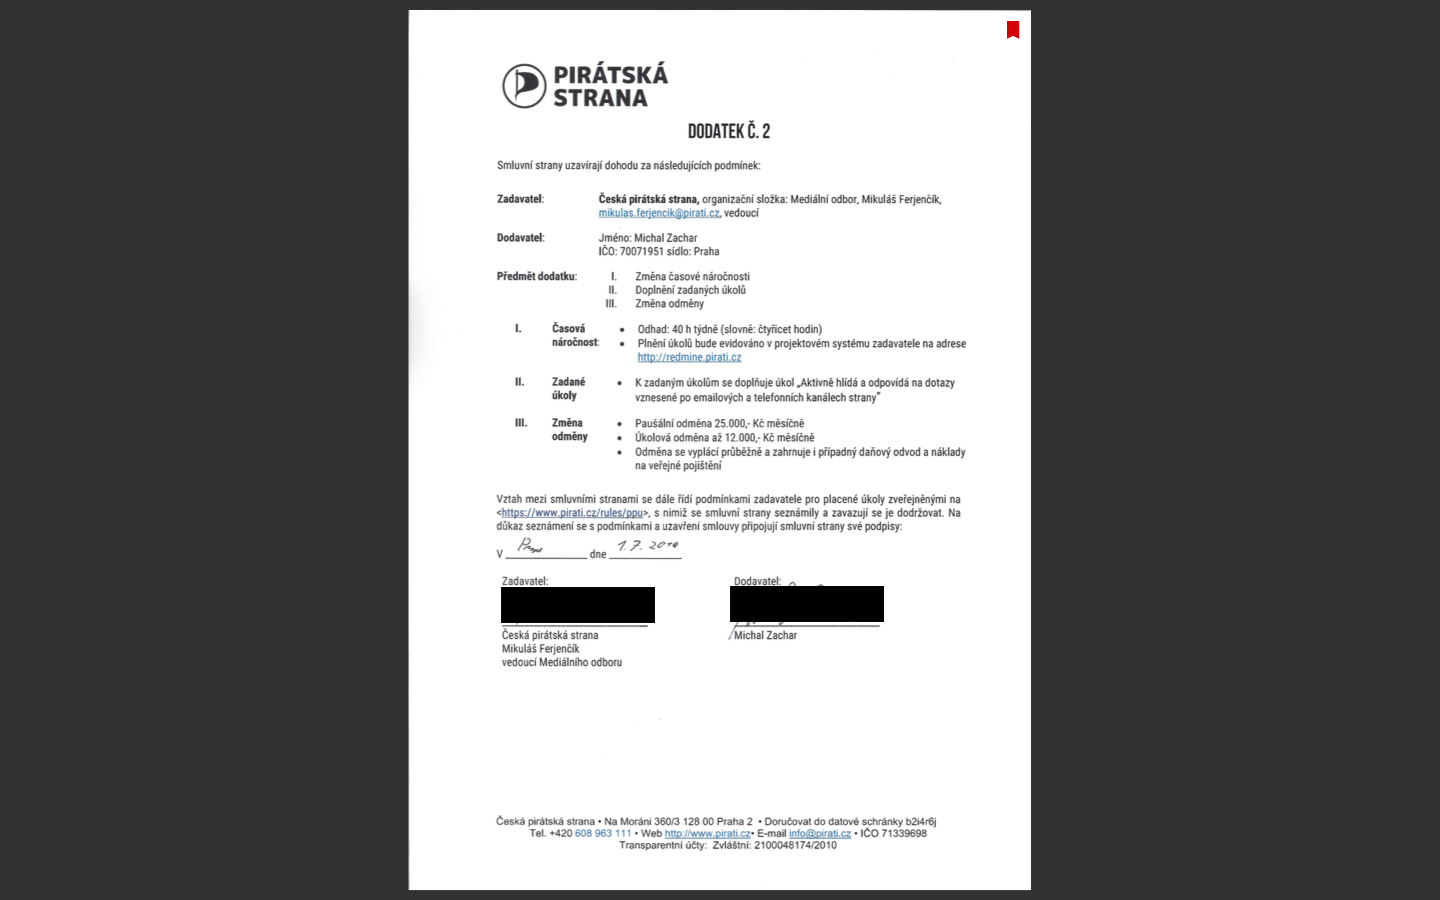 PIRÁTSKÁ
STRANA
DODATEK Č. 2
Smluvní strany uzavírají dohodu za následujících podmínek:
Zadavatel: Česká pirátská strana, organizační složka: Mediální odbor, Mikuláš Ferjenčík,
mikulas.ferjencik@pirati.cz, vedoucí
Dodavatel: Jméno: Michal Zachar
IČO: 70071951 sídlo: Praha
Předmět dodatku: I. Změna časové náročnosti
II. Doplnění zadaných úkolů
III. Změna odměny
I. Časová • Odhad: 40 h týdně (slovně: čtyřicet hodin)
náročnost: • Plnění úkolů bude evidováno v projektovém systému zadavatele na adrese
http://redmine.pirati.cz
II. Zadané • K zadaným úkolům se doplňuje úkol „Aktivně hlídá a odpovídá na dotazy
úkoly vznesené po emailových a telefonních kanálech strany“
III. Změna • Paušální odměna 25.000,- Kč měsíčně
odměny • Úkolová odměna až 12.000,- Kč měsíčně
• Odměna se vyplácí průběžně a zahrnuje i případný daňový odvod a náklady
na veřejné pojištění
Vztah mezi smluvními stranami se dále řídí podmínkami zadavatele pro placené úkoly zveřejněnými na
<https://www.pirati.cz/rules/ppu>, s nimiž se smluvní strany seznámily a zavazují se je dodržovat. Na
důkaz seznámení se s podmínkami a uzavření smlouvy připojují smluvní strany své podpisy:
V dne 1.7.
Zadavatel: Dodavatel:
Česká pirátská strana Michal Zachar
Mikuláš Ferjenčík
vedoucí Mediálního odboru
Česká pirátská strana • Na Moráni 360/3 128 00 Praha 2 • Doručovat do datové schránky b2i4r6j
Tel. +420 608 963 111 • Web http://www.pirati.cz• E-mail info@pirati.cz • IČO 71339698
Transparentní účty: Zvláštní: 2100048174/2010